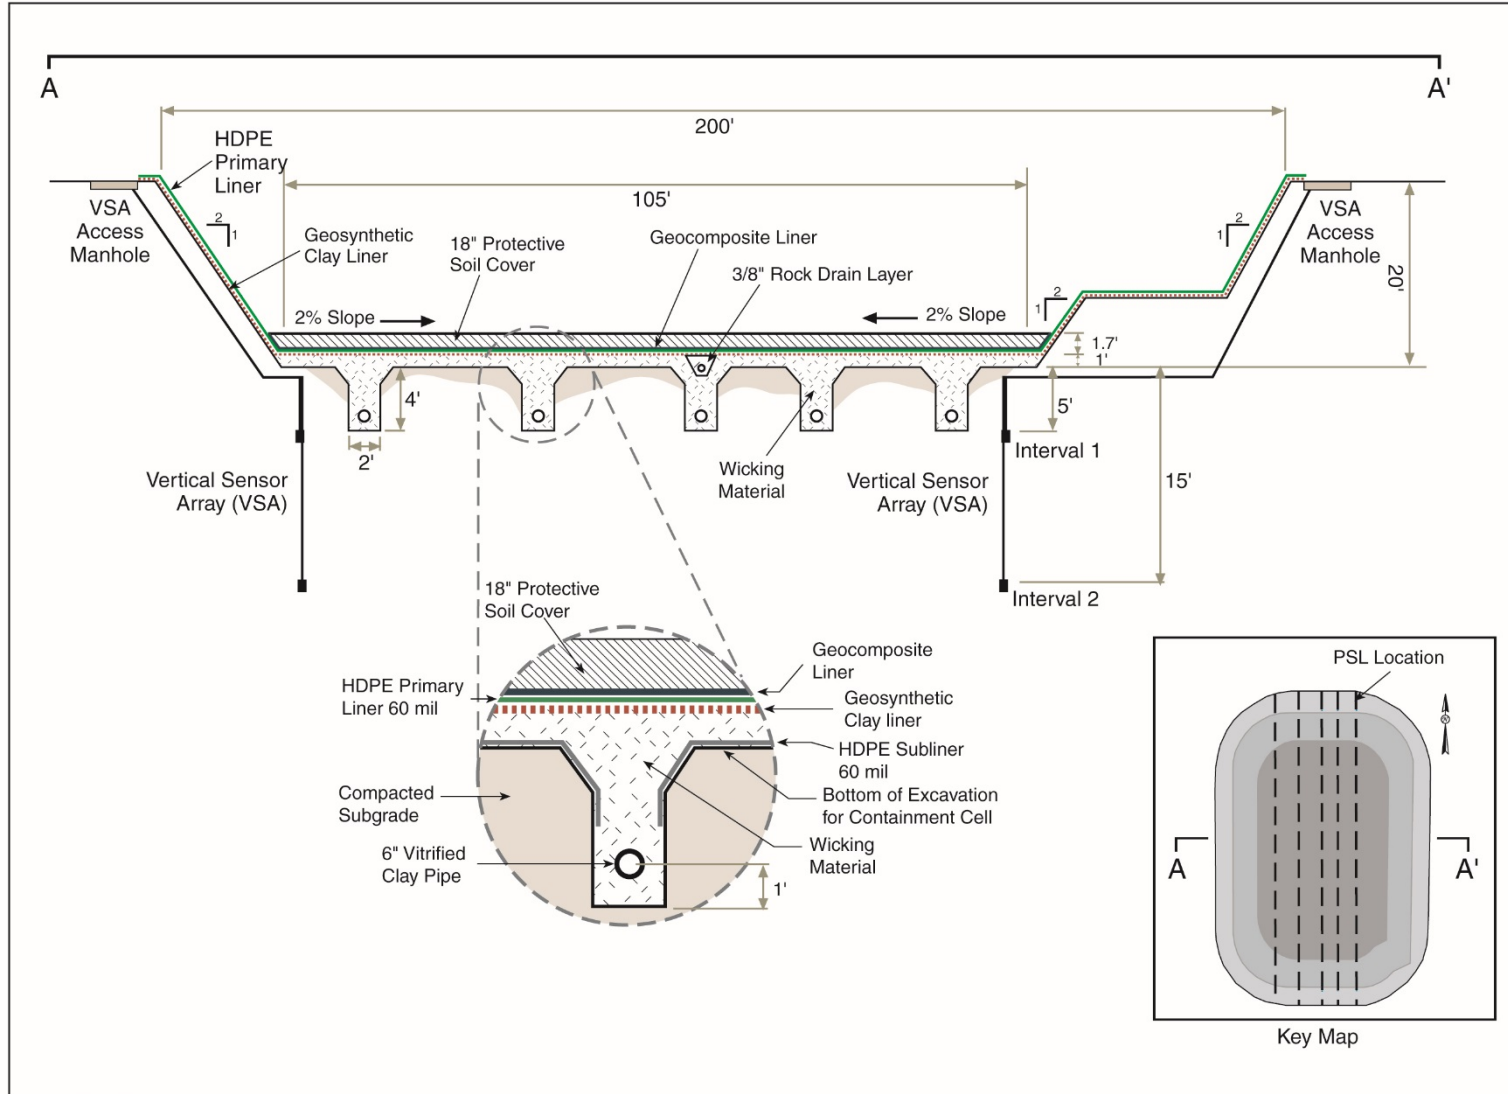 A
A'
200'
HDPE
Primary
Liner
105'
VSA
Access
Manhole
2
1
Geosynthetic
Clay Liner
18" Protective
Soil Cover
Geocomposite Liner
3/8" Rock Drain Layer
2
1
VSA
Access
Manhole
20'
2% Slope
2% Slope
2
1
1.7'
1'
4'
2'
5'
Wicking
Material
Interval 1
15'
Vertical Sensor
Array (VSA)
Vertical Sensor
Array (VSA)
Interval 2
18" Protective
Soil Cover
Geocomposite
Liner
HDPE Primary
Liner 60 mil
Geosynthetic
Clay liner
HDPE Subliner
60 mil
Compacted
Subgrade
Bottom of Excavation
for Containment Cell
Wicking
Material
6" Vitrified
Clay Pipe
1'
PSL Location
N
A
A'
Key Map